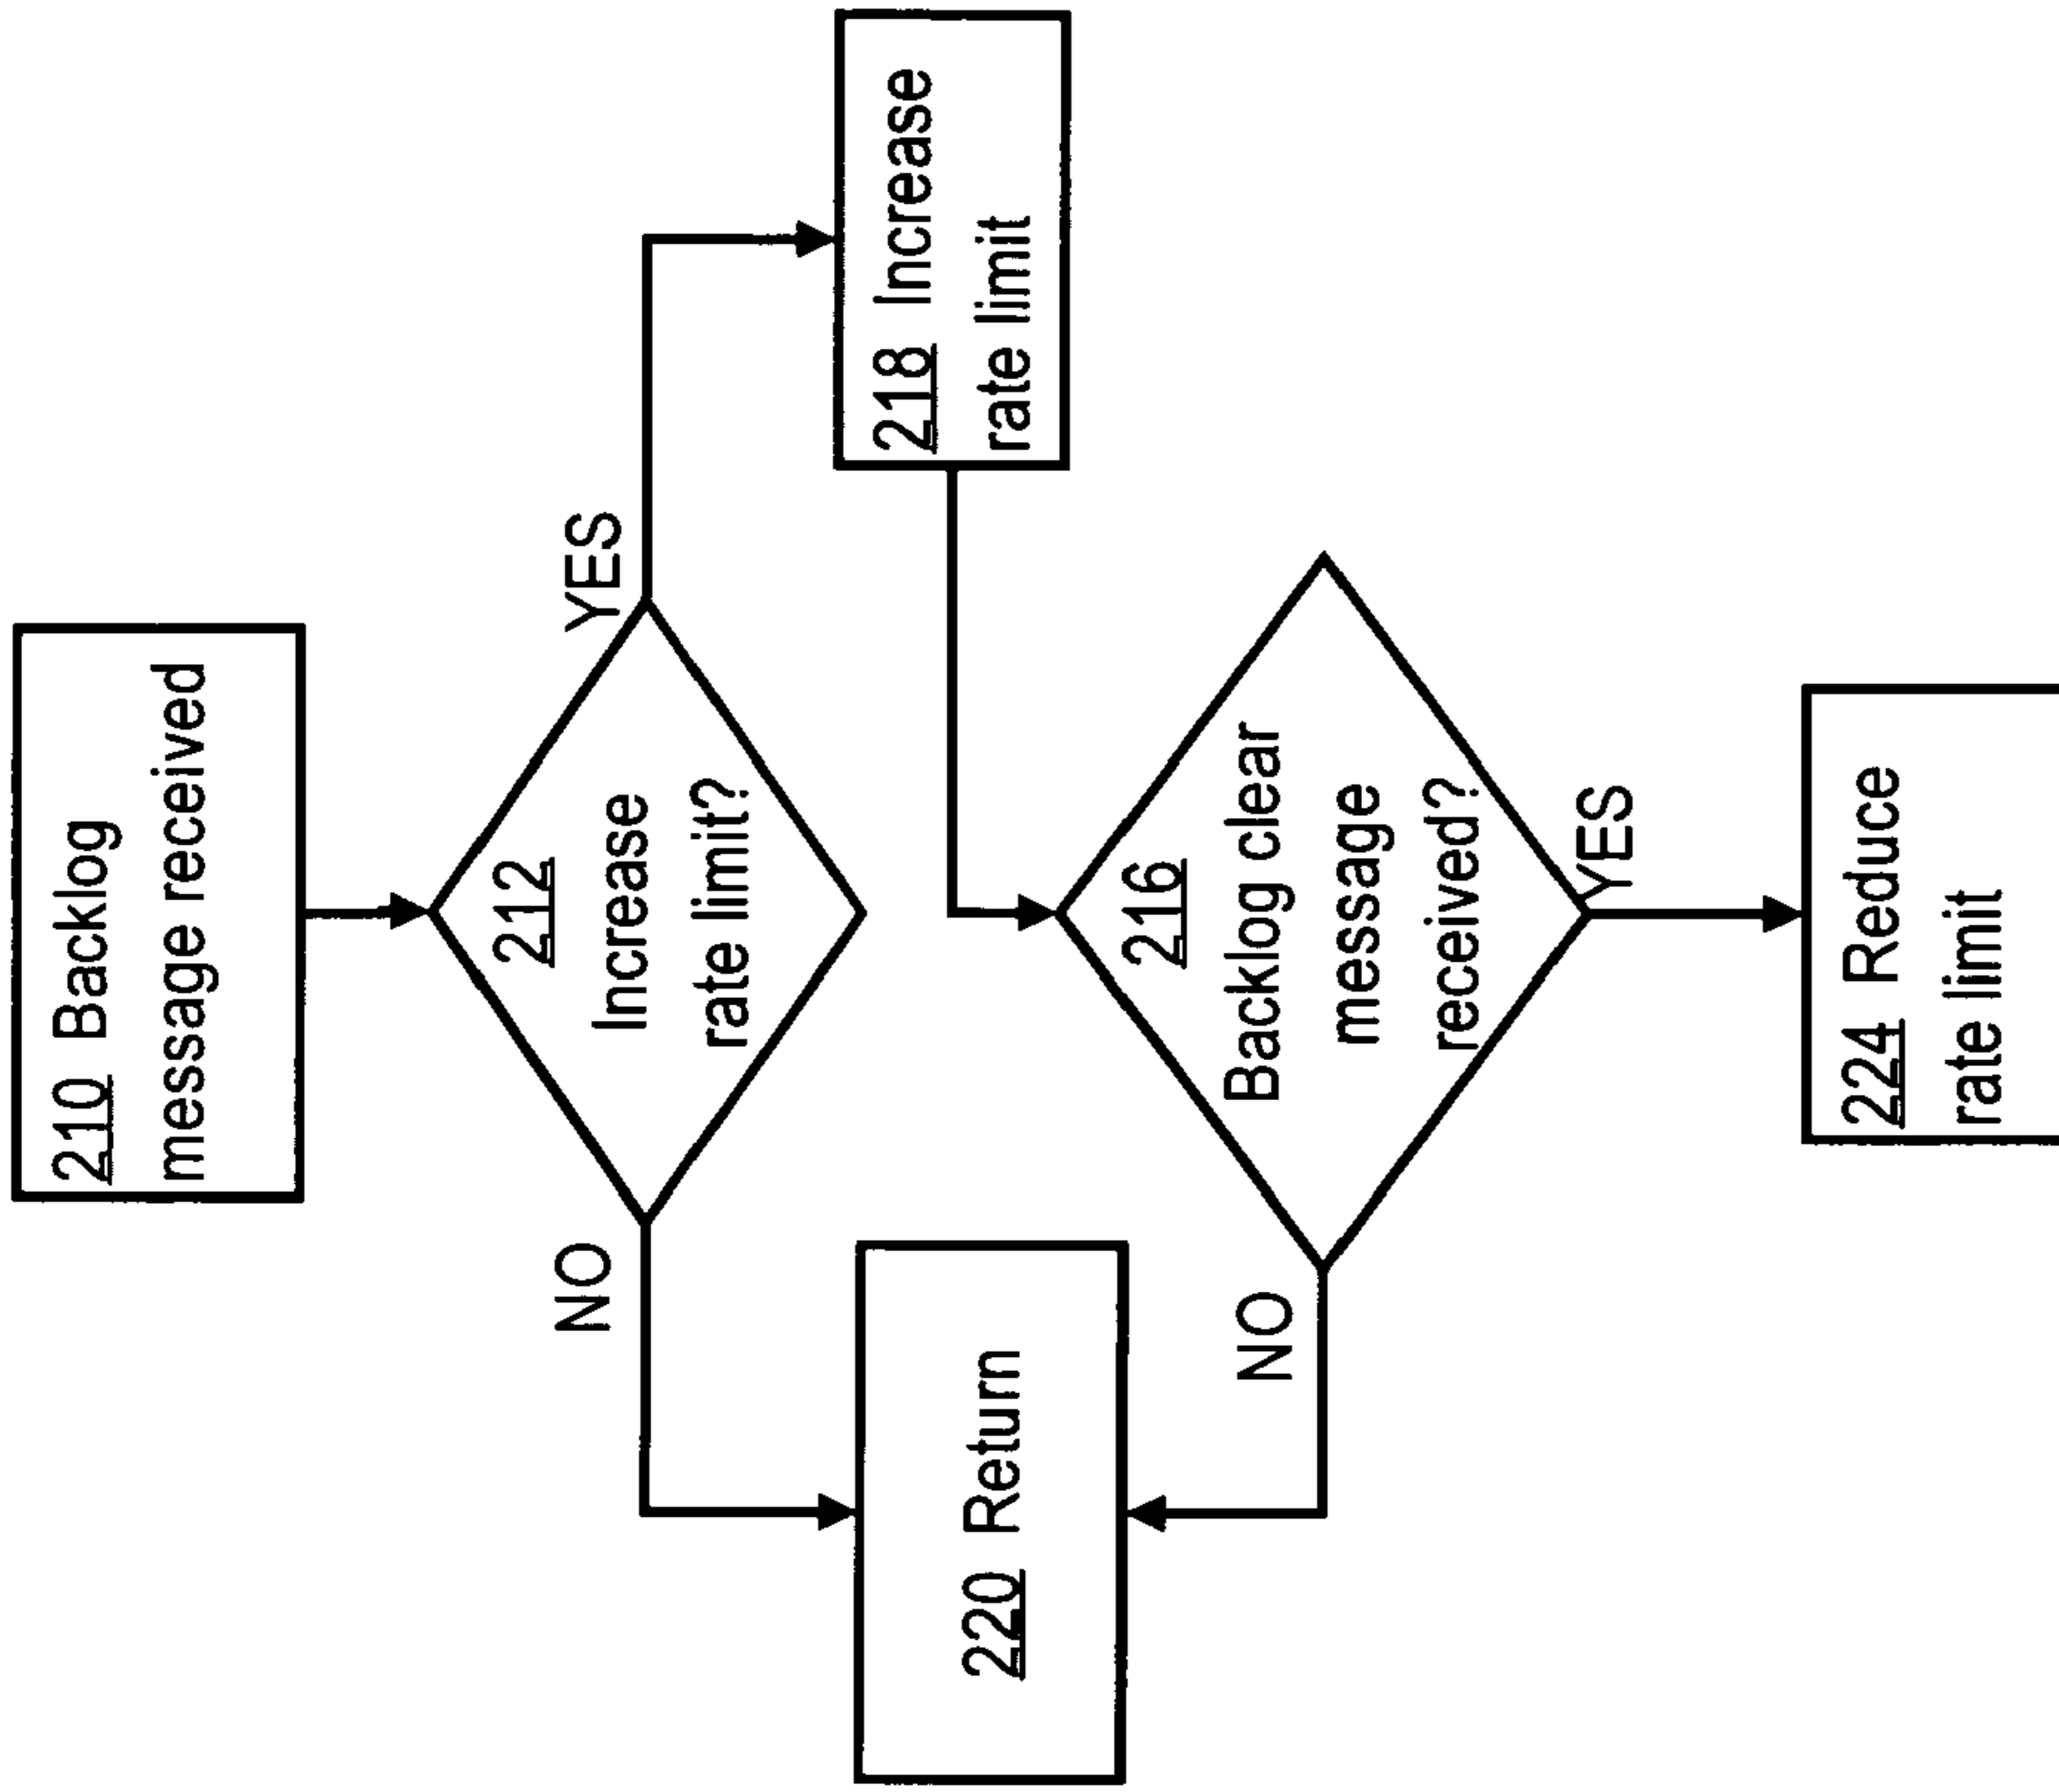 210 Backlog
message received
212
Increase
rate limit?
YES
NO
218 Increase
rate limit
220 Return
216
Backlog clear
message
received?
NO
YES
224 Reduce
rate limit